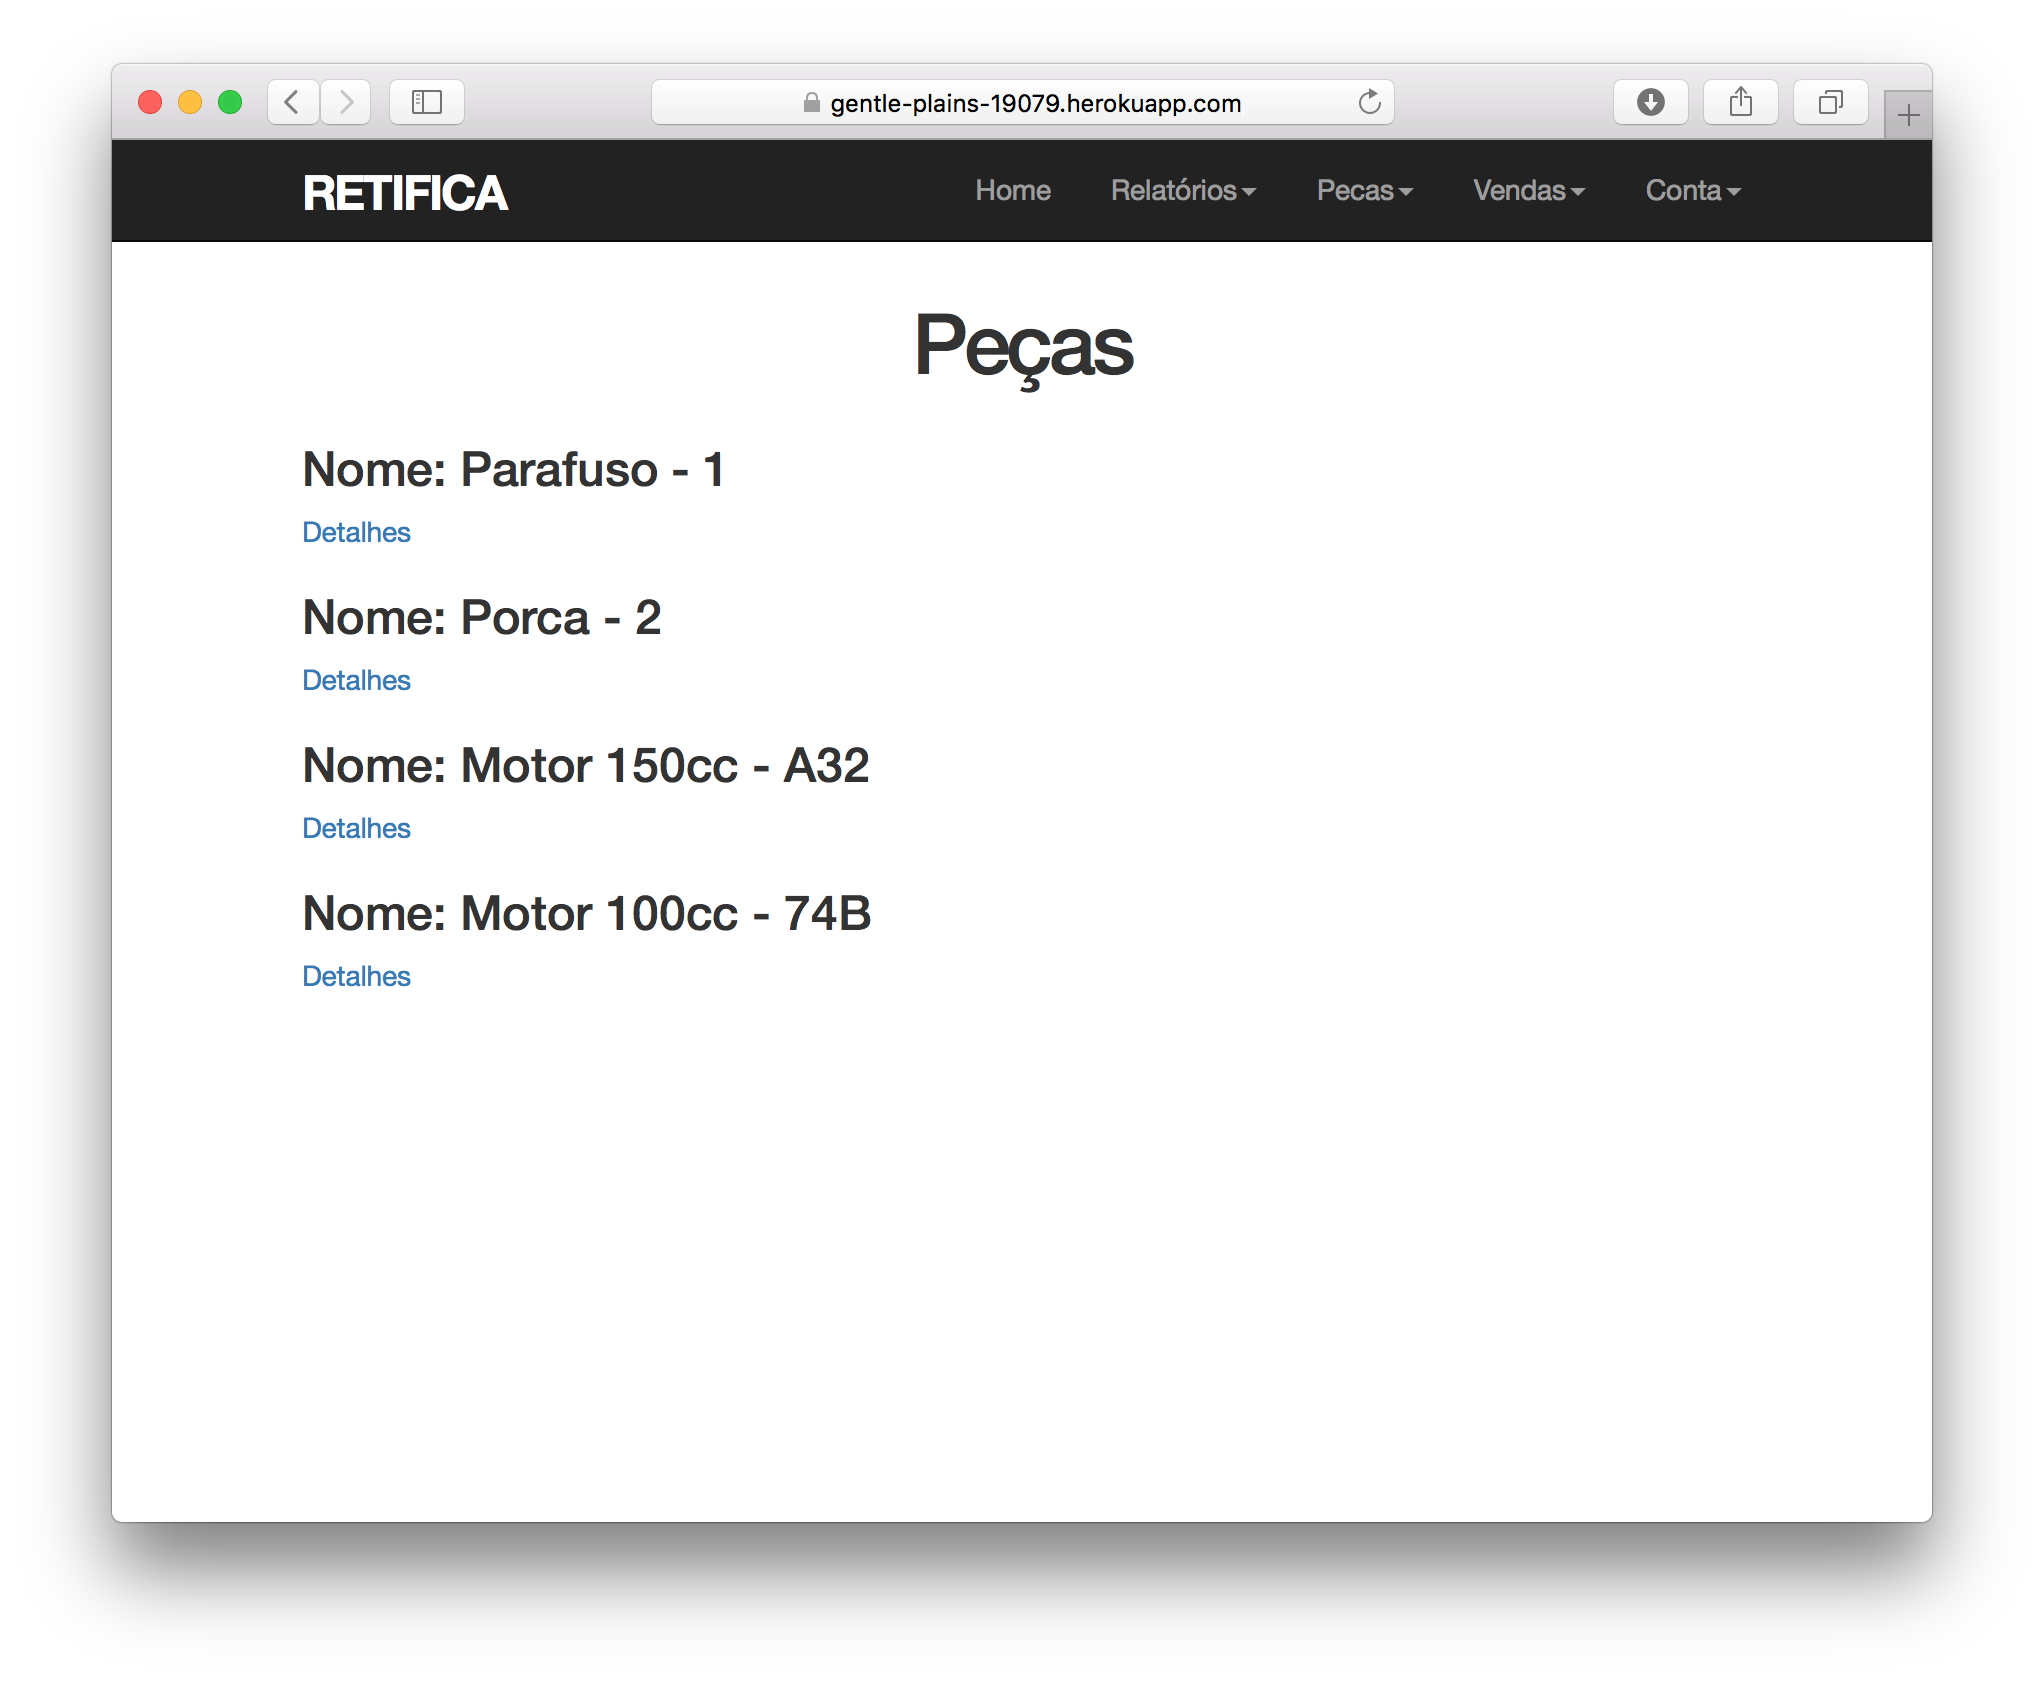 gentle-plains-19079.herokuapp.com
RETIFICA Home Relatórios Pecas Vendas Conta
Peças
Nome: Parafuso - 1
Detalhes
Nome: Porca - 2
Detalhes
Nome: Motor 150cc - A32
Detalhes
Nome: Motor 100cc - 74B
Detalhes